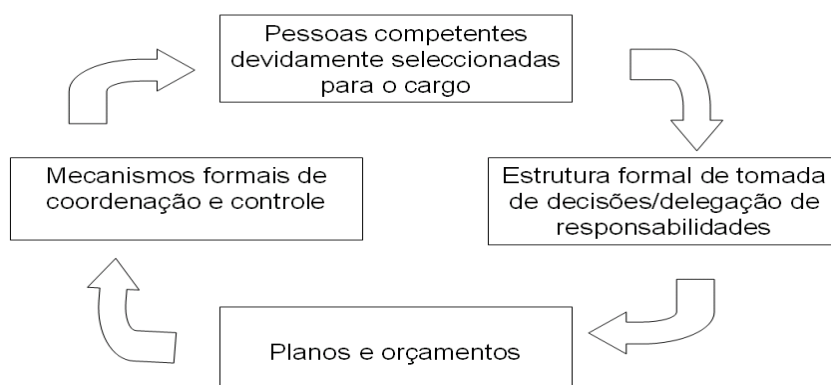 Pessoas competentes
devidamente seleccionadas
para o cargo
Mecanismos formais de
coordenação e controle
Estrutura formal de tomada
de decisões/delegação de
responsabilidades
Planos e orçamentos